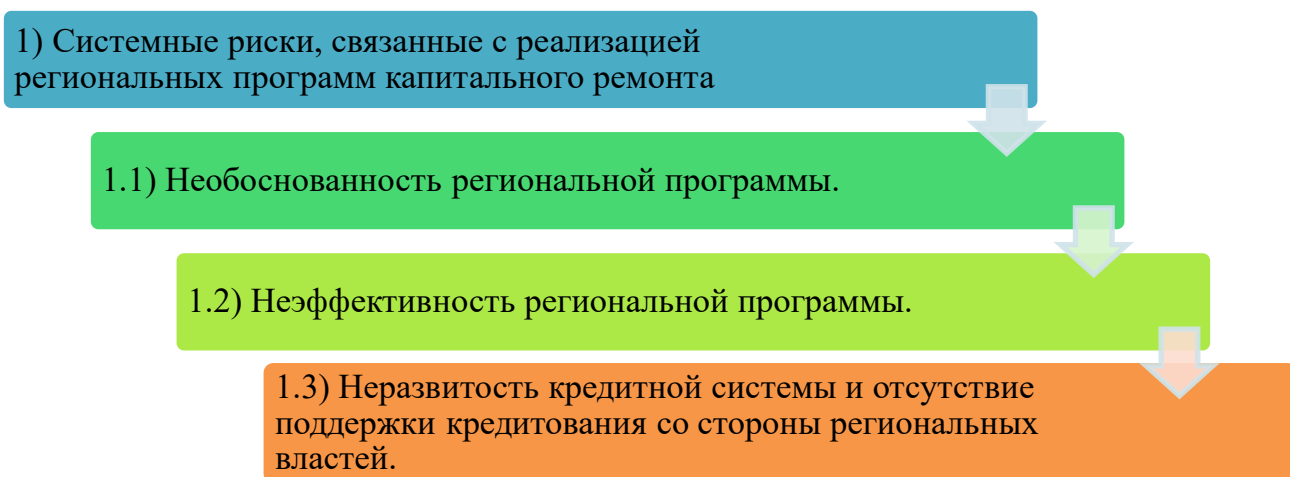 1) Системные риски, связанные с реализацией
региональных программ капитального ремонта
1.1) Необоснованность региональной программы.
1.2) Неэффективность региональной программы.
1.3) Неразвитость кредитной системы и отсутствие
поддержки кредитования со стороны региональных
властей.